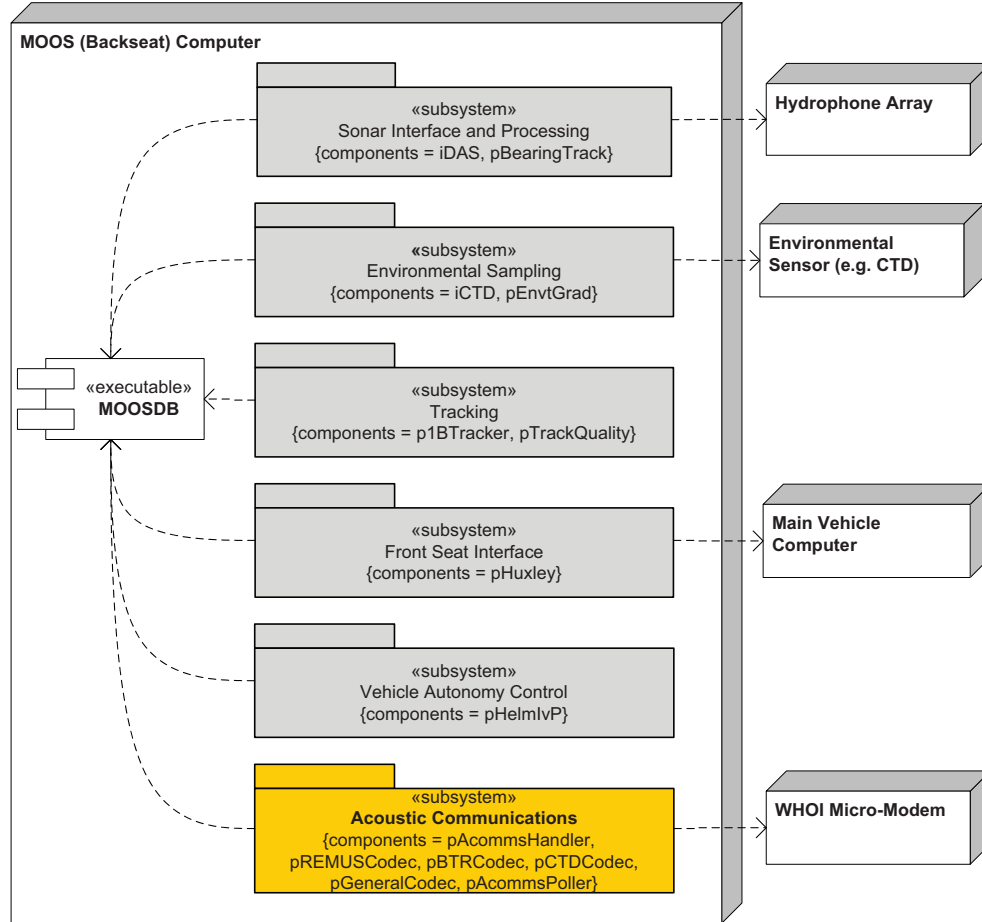 MOOS (Backseat) Computer
«subsystem»
Sonar Interface and Processing
{components = iDAS, pBearingTrack}
Hydrophone Array
«subsystem»
Environmental Sampling
{components = iCTD, pEnvtGrad}
Environmental
Sensor (e.g. CTD)
«executable»
MOOSDB
«subsystem»
Tracking
{components = p1BTracker, pTrackQuality}
«subsystem»
Front Seat Interface
{components = pHuxley}
Main Vehicle
Computer
«subsystem»
Vehicle Autonomy Control
{components = pHelmIvP}
«subsystem»
Acoustic Communications
{components = pAcommsHandler,
pREMUSCodec, pBTRCodec, pCTDCodec,
pGeneralCodec, pAcommsPoller}
WHOI Micro-Modem